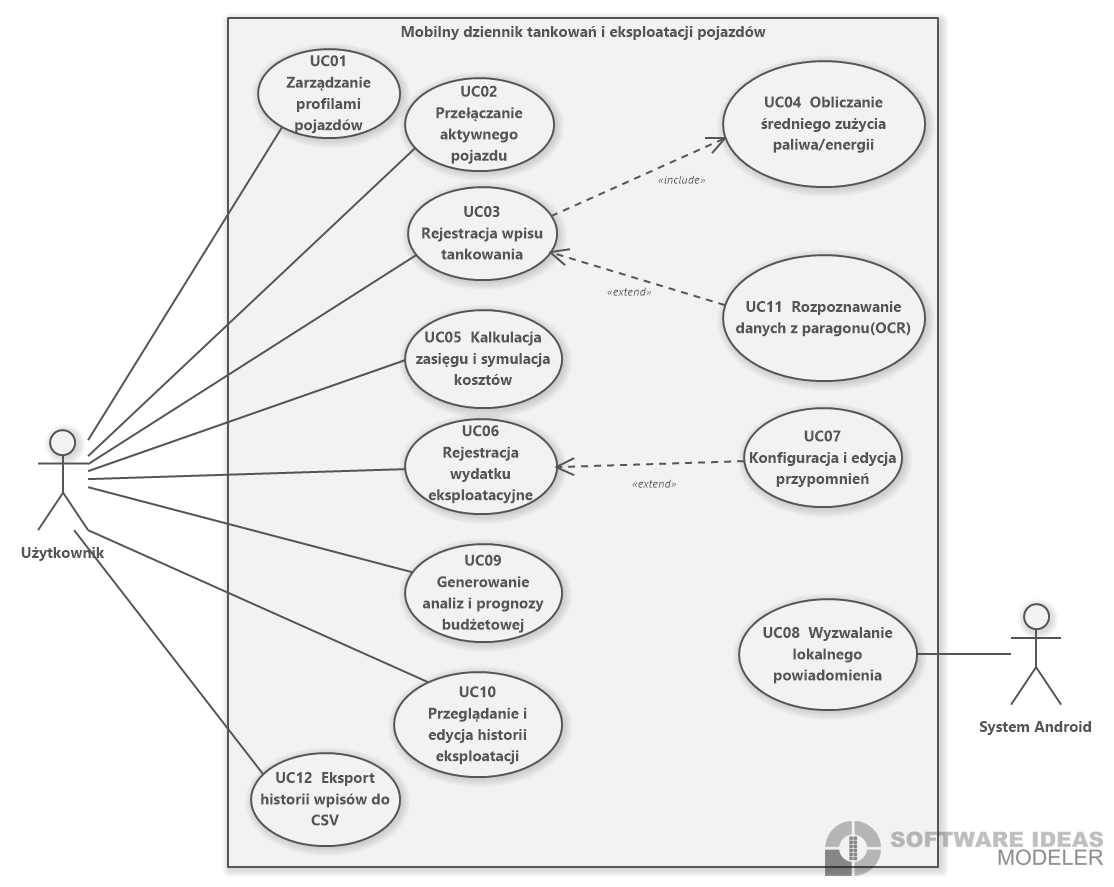 Mobilny dziennik tankowań i eksploatacji pojazdów
UC01
Zarządzanie
profilami
pojazdów
UC02
Przełączanie
aktywnego
pojazdu
UC04 Obliczanie
średniego zużycia
paliwa/energii
UC03
Rejestracja wpisu
tankowania
«include»
«extend»
UC11 Rozpoznawanie
danych z paragonu(OCR)
UC05 Kalkulacja
zasięgu i symulacja
kosztów
UC06
Rejestracja
wydatku
eksploatacyjne
«extend»
UC07
Konfiguracja i edycja
przypomnień
Użytkownik
UC09
Generowanie
analiz i prognozy
budżetowej
UC08 Wyzwalanie
lokalnego
powiadomienia
System Android
UC10
Przeglądanie i
edycja historii
eksploatacji
UC12 Eksport
historii wpisów do
CSV
SOFTWARE IDEAS
MODELER